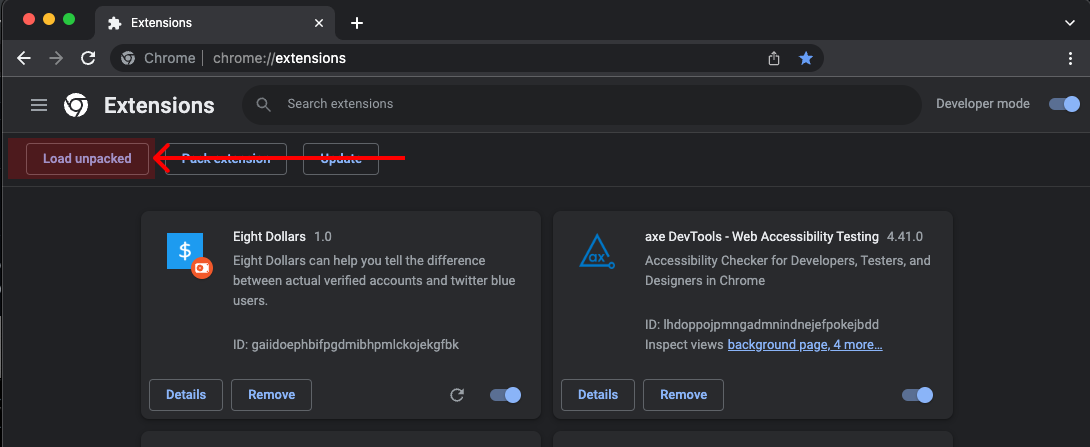 Extensions
Chrome | chrome://extensions
Extensions
Search extensions
Developer mode
Load unpacked
Pack extension
Update
Eight Dollars 1.0
Eight Dollars can help you tell the difference
between actual verified accounts and twitter blue
users.
ID: gaiidoephbifpgdmibhpmlckojekgfbk
Details
Remove
axe DevTools - Web Accessibility Testing 4.41.0
Accessibility Checker for Developers, Testers, and
Designers in Chrome
ID: lhdoppojpmngadmnindnejefpokejbdd
Inspect views background page, 4 more...
Details
Remove
$
ax